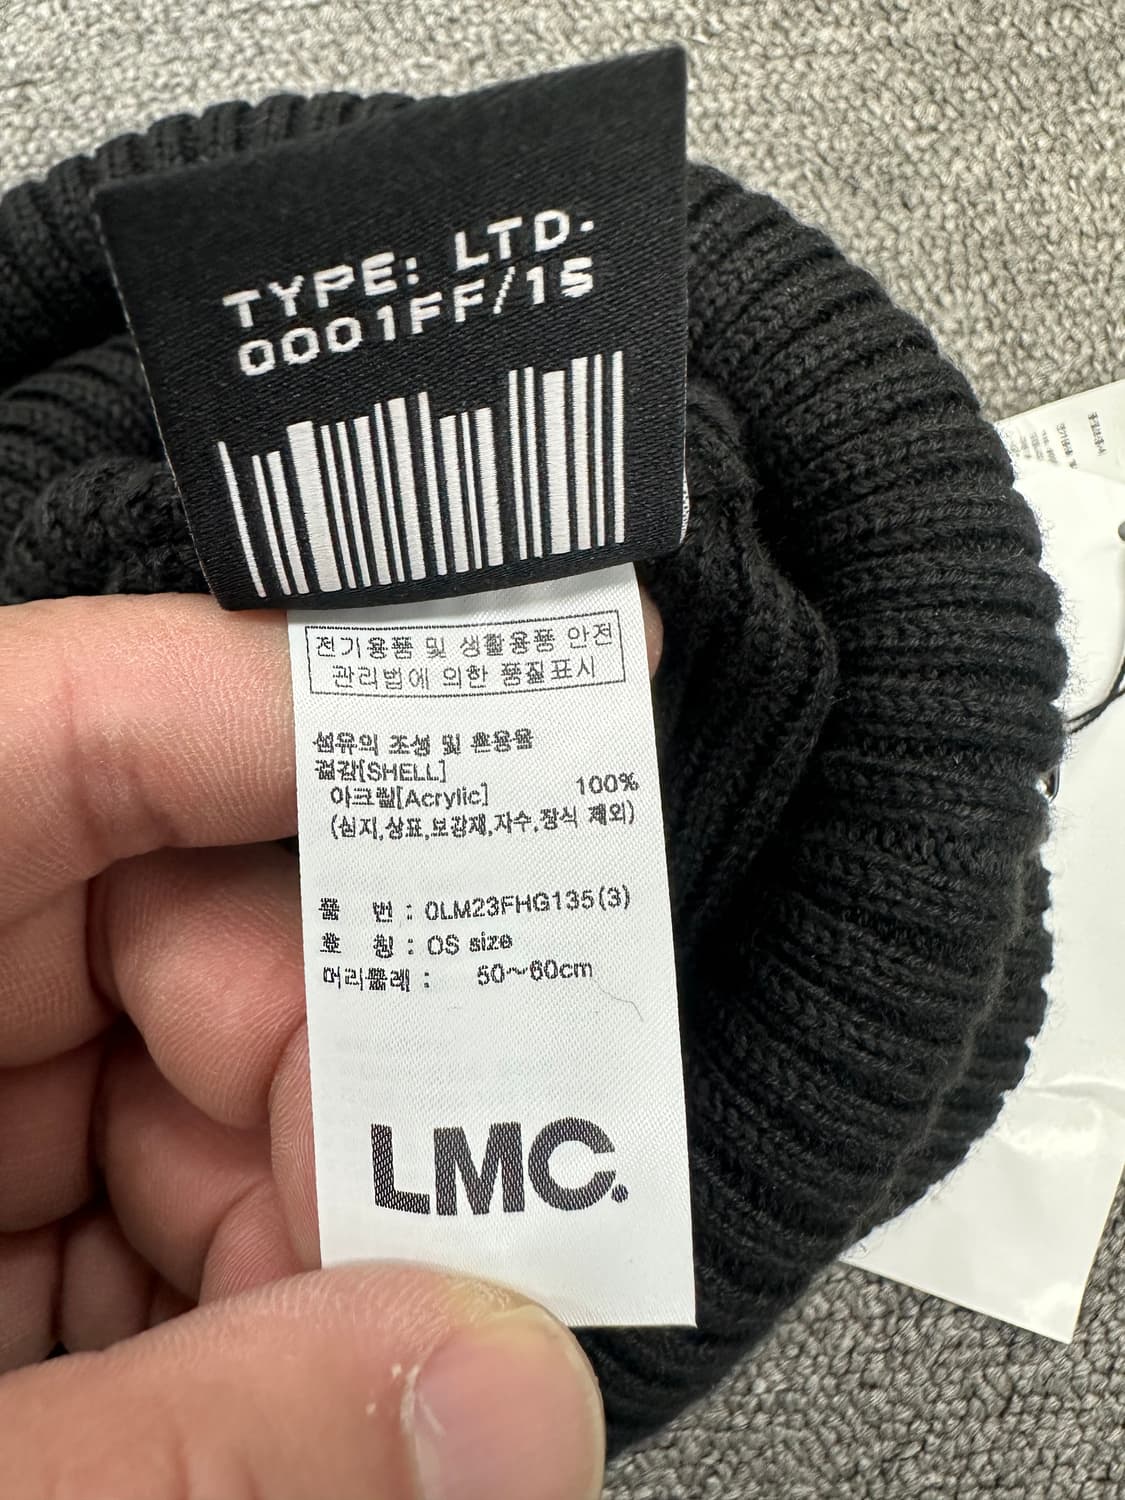 TYPE: LTD.
0001FF/15
전기용품 및 생활용품 안전
관리법에 의한 품질표시
섬유의 조성 및 혼용율
겉감[SHELL]
아크릴[Acrylic] 100%
(심지,상표,보강재,자수,장식 제외)
품 번 : 0LM23FHG135(3)
호 칭 : OS size
머리둘레 : 50~60cm
LMC.